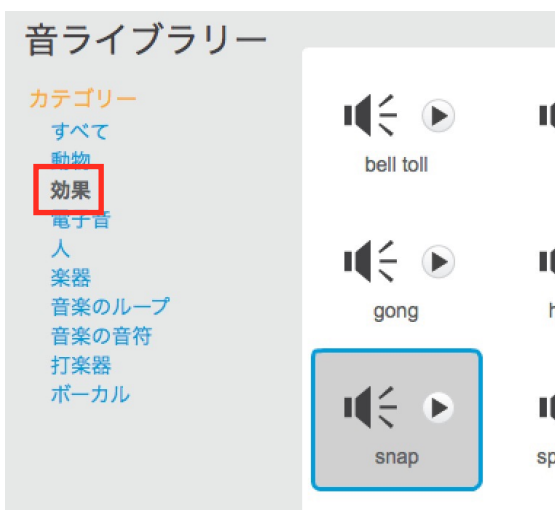 音ライブラリー
カテゴリー
すべて
動物
効果
電子音
人
楽器
音楽のループ
音楽の音符
打楽器
ボーカル
bell toll
gong
snap